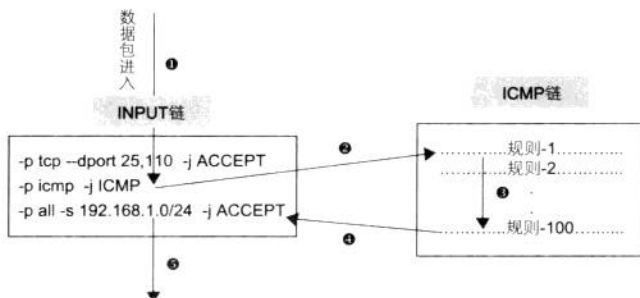 数据包进入
❶
INPUT链
ICMP链
-p tcp --dport 25,110 -j ACCEPT
-p icmp -j ICMP
-p all -s 192.168.1.0/24 -j ACCEPT
❷
规则-1
规则-2
❸
规则-100
❹
❺